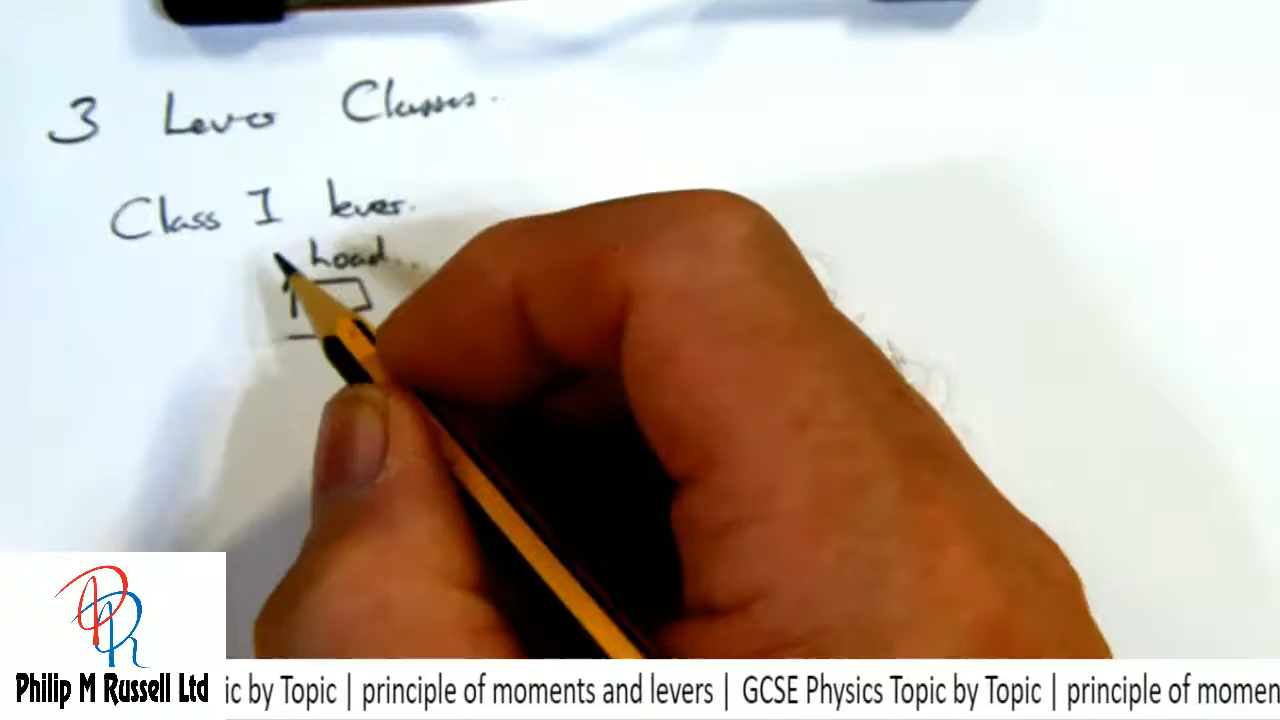 3 Lever Classes.
Class I lever.
Load
Philip M Russell Ltd
ic by Topic | principle of moments and levers | GCSE Physics Topic by Topic | principle of momen